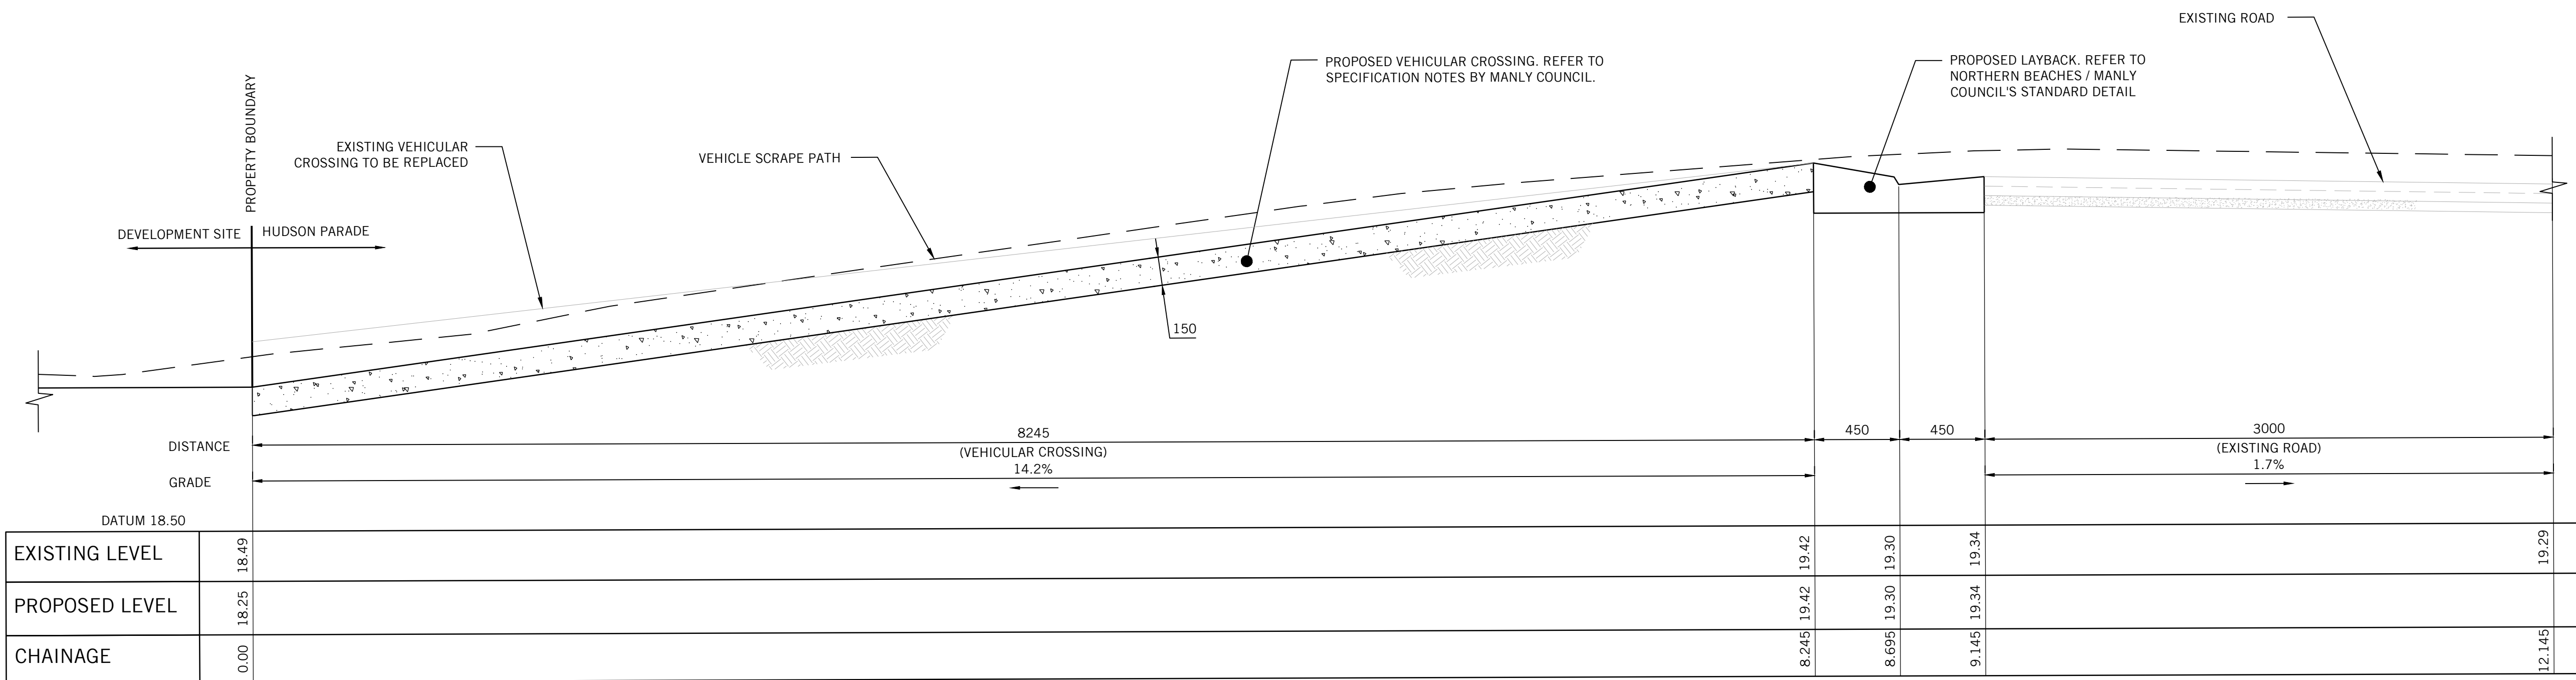 EXISTING ROAD
PROPOSED VEHICULAR CROSSING. REFER TO
SPECIFICATION NOTES BY MANLY COUNCIL.
PROPOSED LAYBACK. REFER TO
NORTHERN BEACHES / MANLY
COUNCIL'S STANDARD DETAIL
PROPERTY BOUNDARY
EXISTING VEHICULAR
CROSSING TO BE REPLACED
VEHICLE SCRAPE PATH
DEVELOPMENT SITE
HUDSON PARADE
150
DISTANCE
8245
(VEHICULAR CROSSING)
450
450
3000
(EXISTING ROAD)
GRADE
14.2%
1.7%
DATUM 18.50
EXISTING LEVEL
18.49
19.42
19.30
19.34
19.29
PROPOSED LEVEL
18.25
19.42
19.30
19.34
CHAINAGE
0.00
8.245
8.695
9.145
12.145